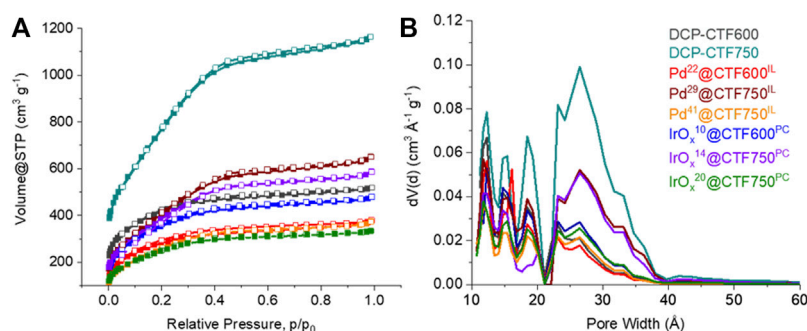 A
Volume@STP (cm³ g⁻¹)
1200
1000
800
600
400
200
0.0 0.2 0.4 0.6 0.8 1.0
Relative Pressure, p/p₀
B
dV(d) (cm³ Å⁻¹ g⁻¹)
0.12
0.10
0.08
0.06
0.04
0.02
0.00
10 20 30 40 50 60
Pore Width (Å)
DCP-CTF600
DCP-CTF750
Pd²²@CTF600ᴵᴸ
Pd²⁹@CTF750ᴵᴸ
Pd⁴¹@CTF750ᴵᴸ
IrOₓ¹⁰@CTF600ᴾꟲ
IrOₓ¹⁴@CTF750ᴾꟲ
IrOₓ²⁰@CTF750ᴾꟲ